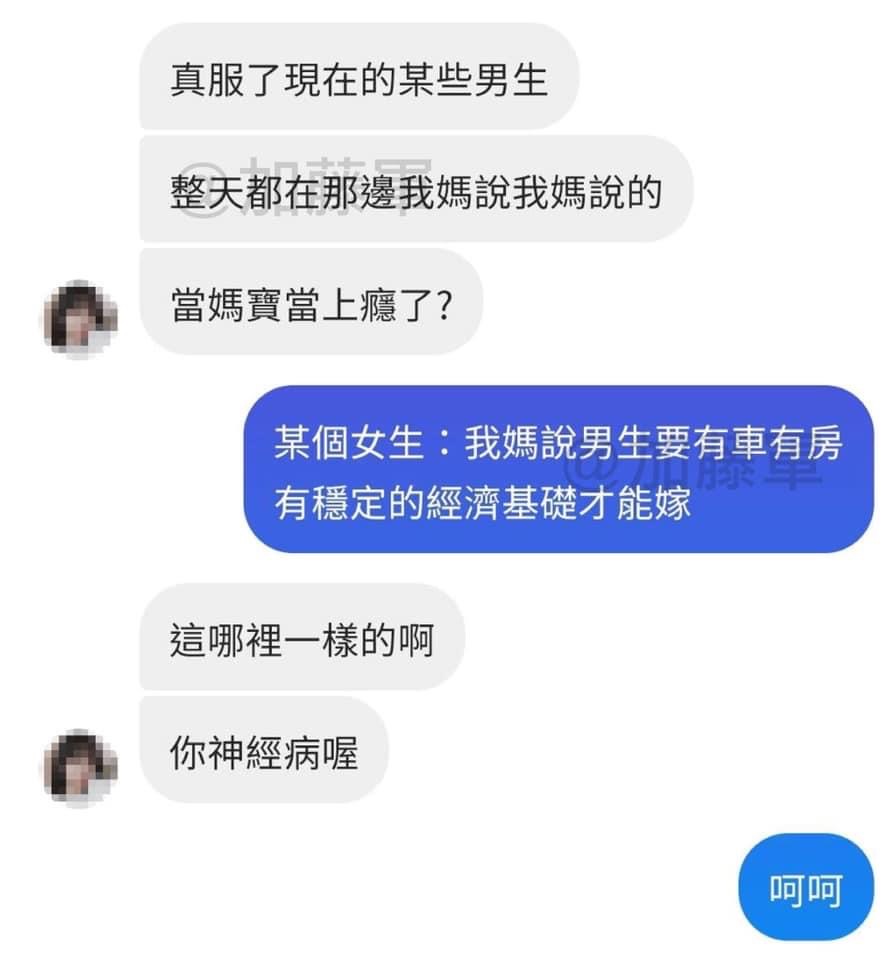 真服了現在的某些男生
整天都在那邊我媽說我媽說的
@加藤軍
當媽寶當上癮了?
某個女生：我媽說男生要有車有房
有穩定的經濟基礎才能嫁
@加藤軍
這哪裡一樣的啊
你神經病喔
呵呵